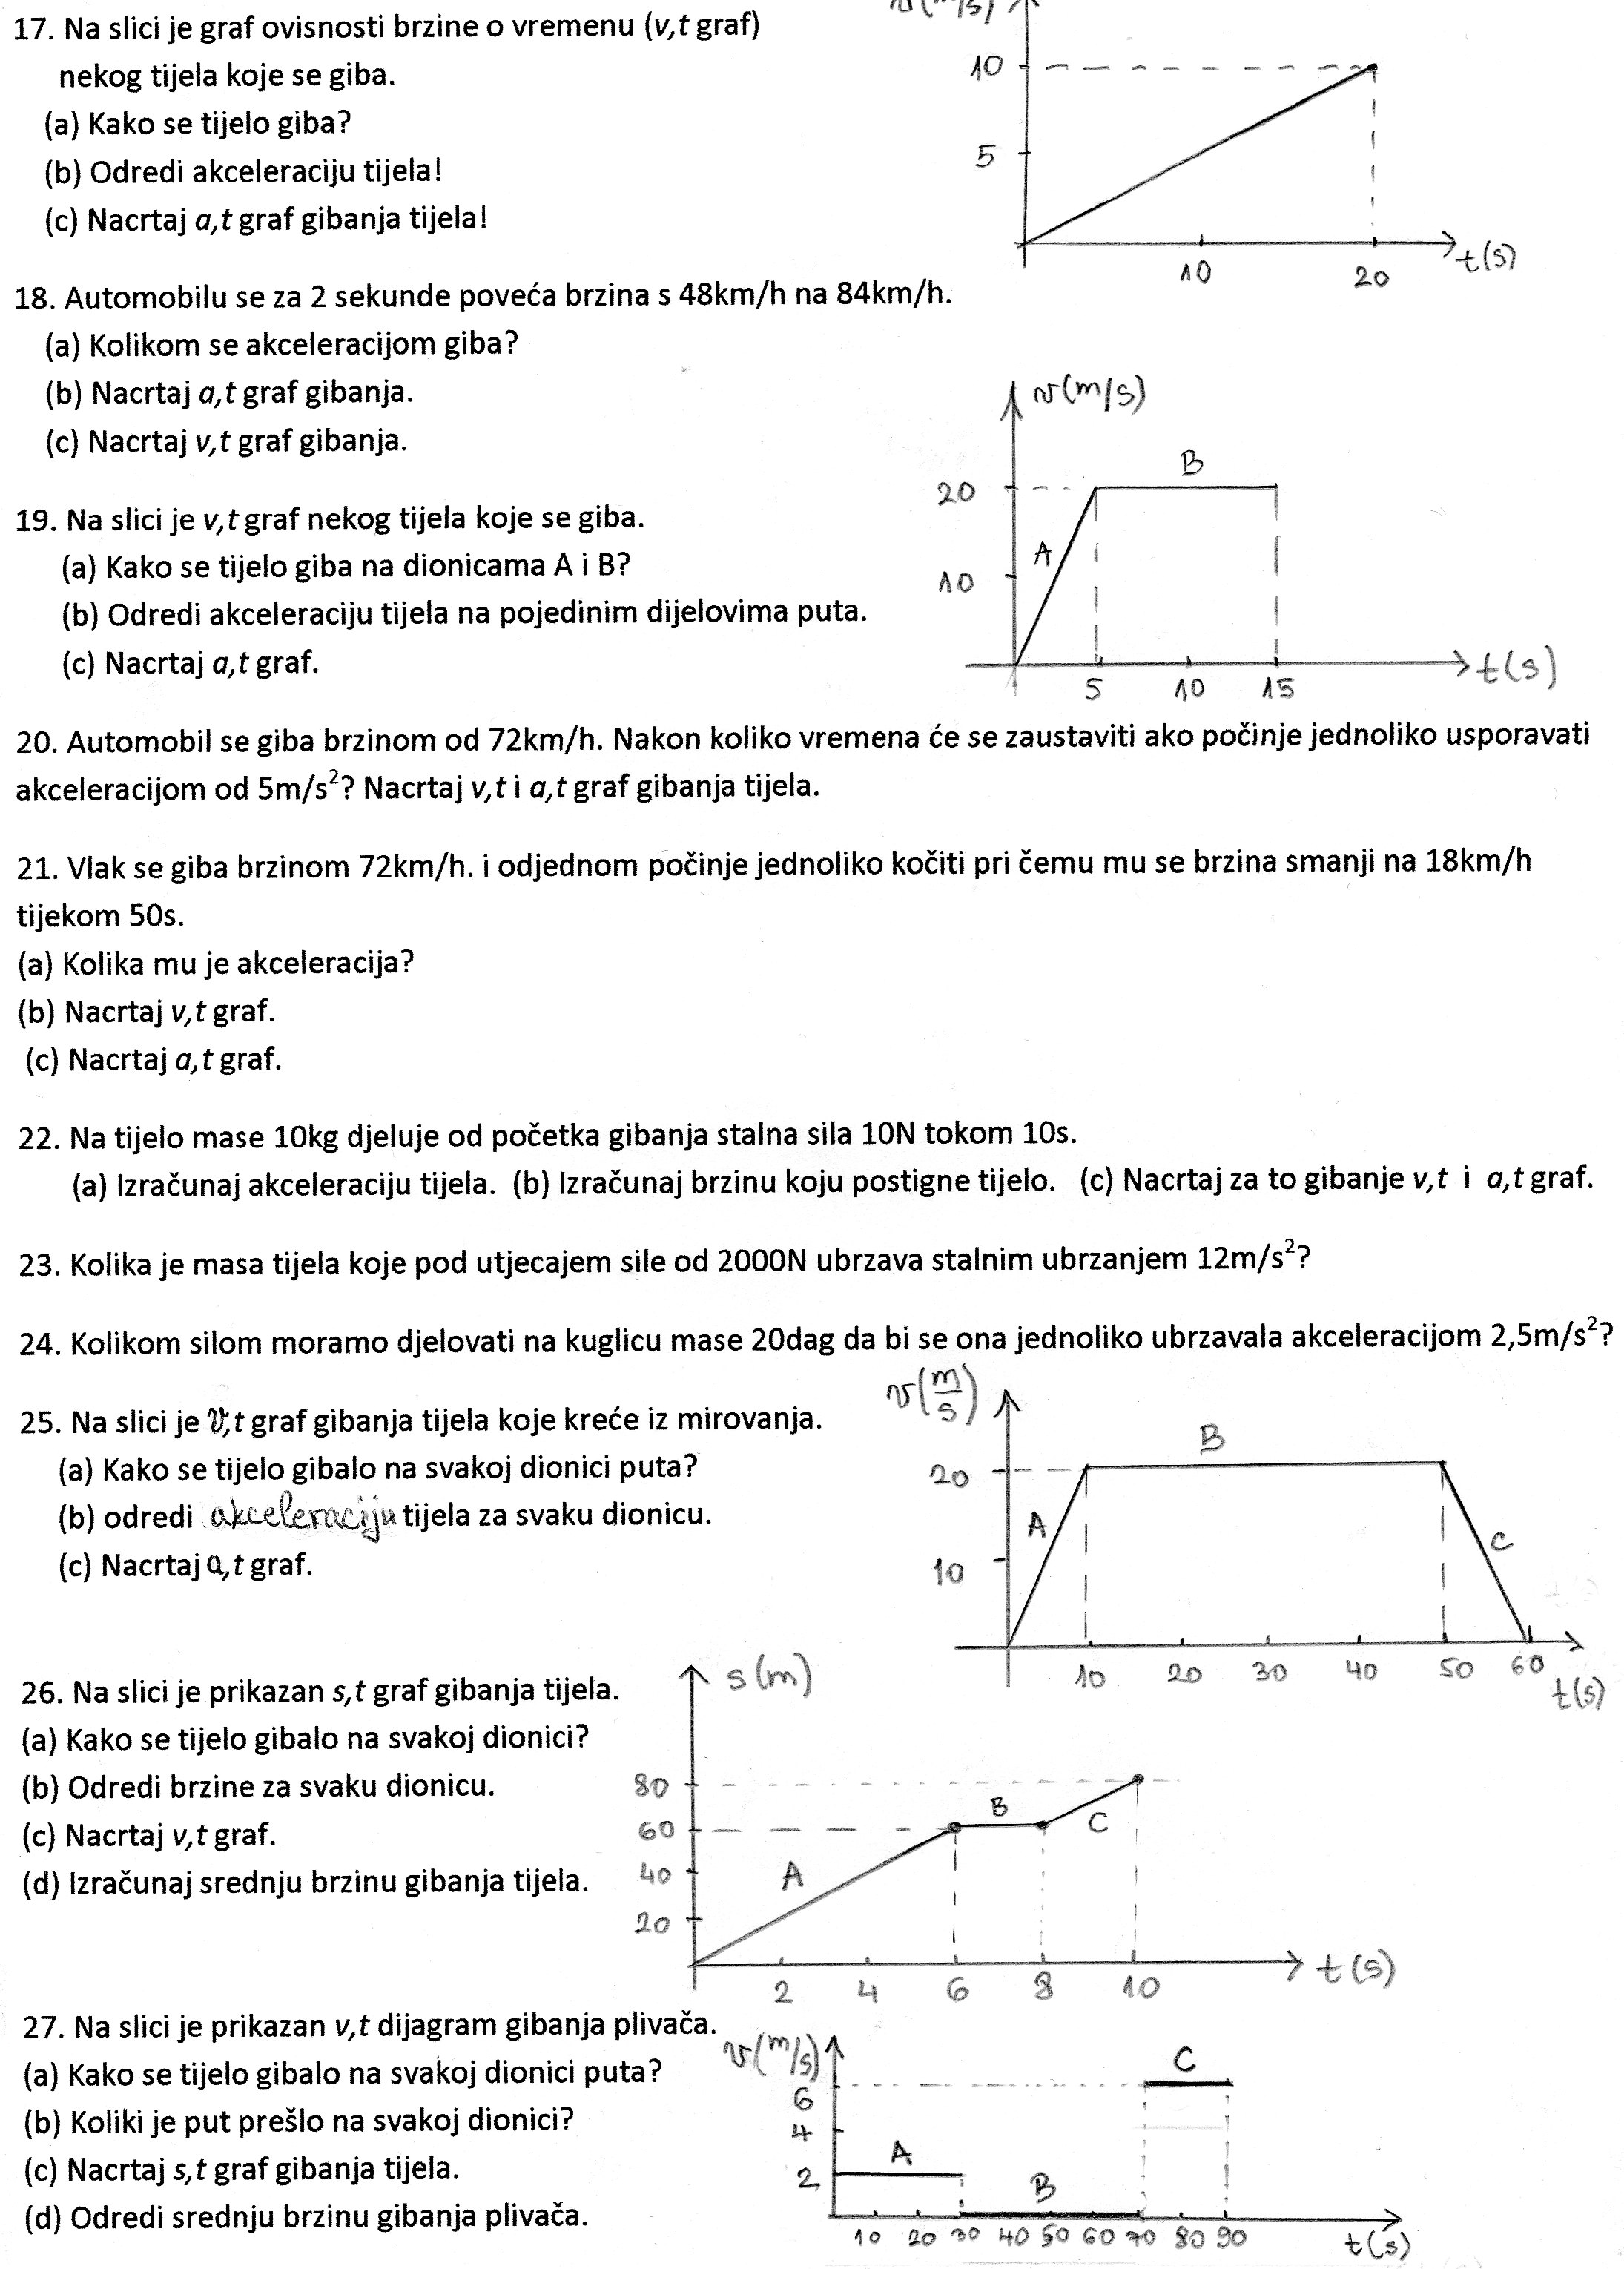 17. Na slici je graf ovisnosti brzine o vremenu (v,t graf)
nekog tijela koje se giba.
(a) Kako se tijelo giba?
(b) Odredi akceleraciju tijela!
(c) Nacrtaj a,t graf gibanja tijela!
v(m/s)
10
5
10
20
t(s)
18. Automobilu se za 2 sekunde poveća brzina s 48km/h na 84km/h.
(a) Kolikom se akceleracijom giba?
(b) Nacrtaj a,t graf gibanja.
(c) Nacrtaj v,t graf gibanja.
19. Na slici je v,t graf nekog tijela koje se giba.
(a) Kako se tijelo giba na dionicama A i B?
(b) Odredi akceleraciju tijela na pojedinim dijelovima puta.
(c) Nacrtaj a,t graf.
v(m/s)
B
20
A
10
5 10 15
t(s)
20. Automobil se giba brzinom od 72km/h. Nakon koliko vremena će se zaustaviti ako počinje jednoliko usporavati
akceleracijom od 5m/s²? Nacrtaj v,t i a,t graf gibanja tijela.
21. Vlak se giba brzinom 72km/h. i odjednom počinje jednoliko kočiti pri čemu mu se brzina smanji na 18km/h
tijekom 50s.
(a) Kolika mu je akceleracija?
(b) Nacrtaj v,t graf.
(c) Nacrtaj a,t graf.
22. Na tijelo mase 10kg djeluje od početka gibanja stalna sila 10N tokom 10s.
(a) Izračunaj akceleraciju tijela. (b) Izračunaj brzinu koju postigne tijelo. (c) Nacrtaj za to gibanje v,t i a,t graf.
23. Kolika je masa tijela koje pod utjecajem sile od 2000N ubrzava stalnim ubrzanjem 12m/s²?
24. Kolikom silom moramo djelovati na kuglicu mase 20dag da bi se ona jednoliko ubrzavala akceleracijom 2,5m/s²?
25. Na slici je v,t graf gibanja tijela koje kreće iz mirovanja.
(a) Kako se tijelo gibalo na svakoj dionici puta?
(b) odredi akceleraciju tijela za svaku dionicu.
(c) Nacrtaj a,t graf.
v(m/s)
B
20
A
C
10
10 20 30 40 50 60
t(s)
26. Na slici je prikazan s,t graf gibanja tijela.
(a) Kako se tijelo gibalo na svakoj dionici?
(b) Odredi brzine za svaku dionicu.
(c) Nacrtaj v,t graf.
(d) Izračunaj srednju brzinu gibanja tijela.
s(m)
80
B
60
C
40
A
20
2 4 6 8 10
t(s)
27. Na slici je prikazan v,t dijagram gibanja plivača.
(a) Kako se tijelo gibalo na svakoj dionici puta?
(b) Koliki je put prešlo na svakoj dionici?
(c) Nacrtaj s,t graf gibanja tijela.
(d) Odredi srednju brzinu gibanja plivača.
v(m/s)
C
6
4
A
2
B
10 20 30 40 50 60 70 80 90
t(s)